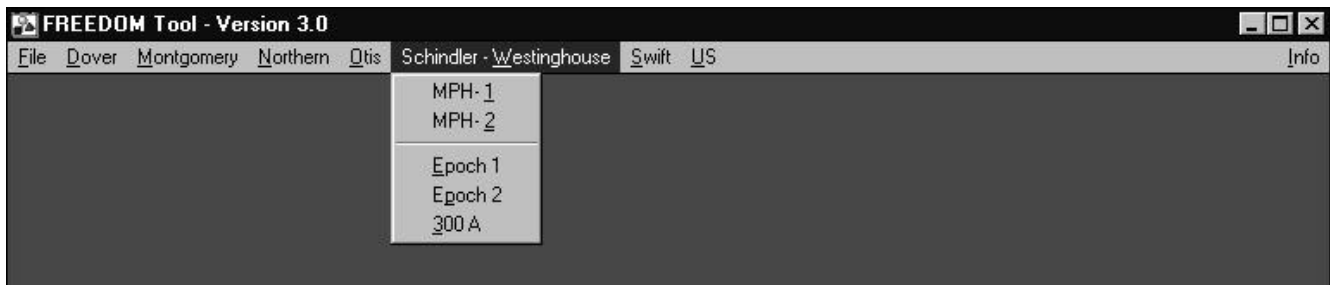 FREEDOM Tool - Version 3.0
File Dover Montgomery Northern Otis Schindler - Westinghouse Swift US Info
MPH- 1
MPH- 2
Epoch 1
Epoch 2
300 A